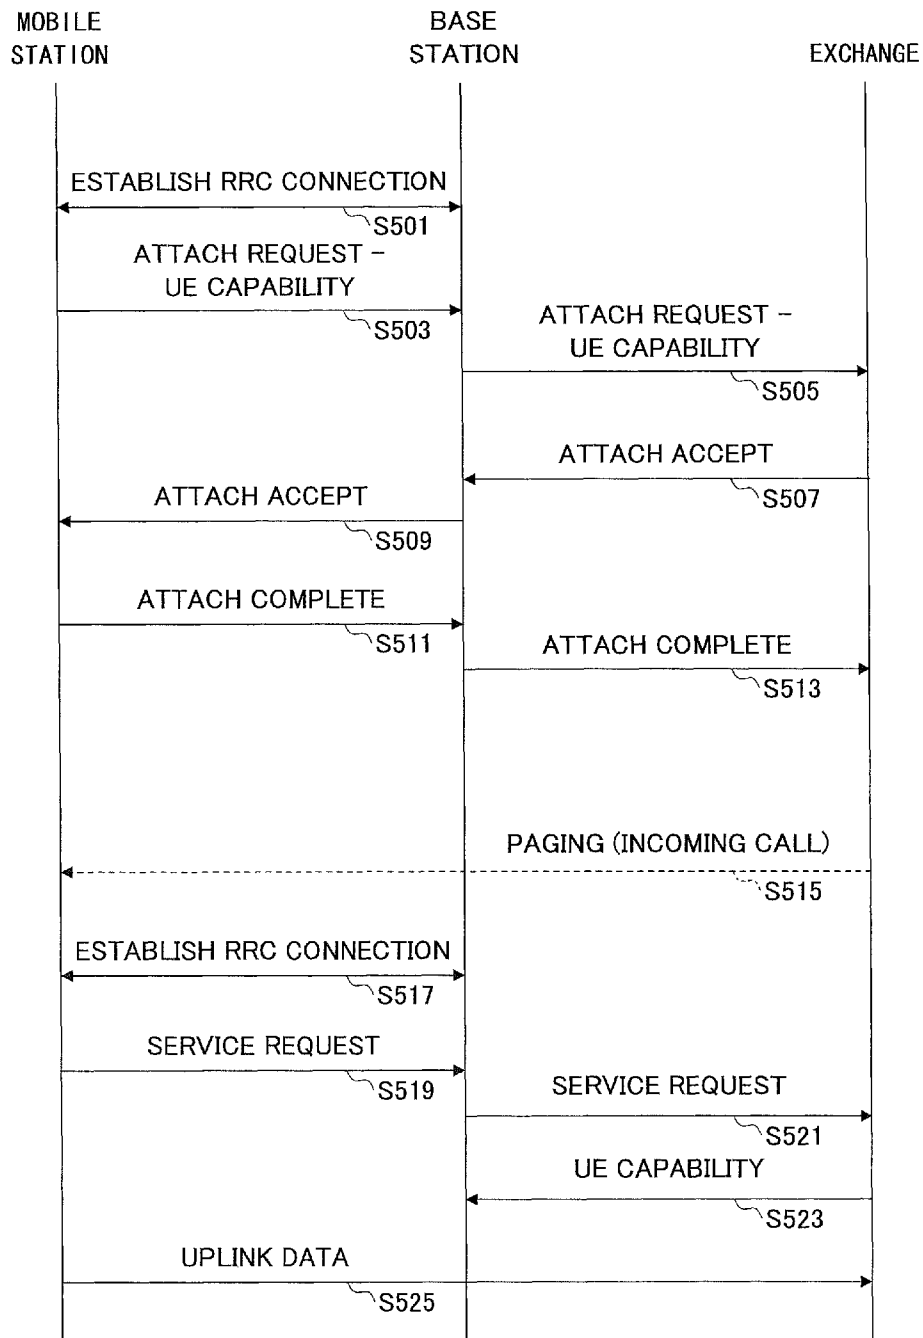 MOBILE
STATION
BASE
STATION
EXCHANGE
ESTABLISH RRC CONNECTION
S501
ATTACH REQUEST –
UE CAPABILITY
S503
ATTACH REQUEST –
UE CAPABILITY
S505
ATTACH ACCEPT
S507
ATTACH ACCEPT
S509
ATTACH COMPLETE
S511
ATTACH COMPLETE
S513
PAGING (INCOMING CALL)
S515
ESTABLISH RRC CONNECTION
S517
SERVICE REQUEST
S519
SERVICE REQUEST
S521
UE CAPABILITY
S523
UPLINK DATA
S525